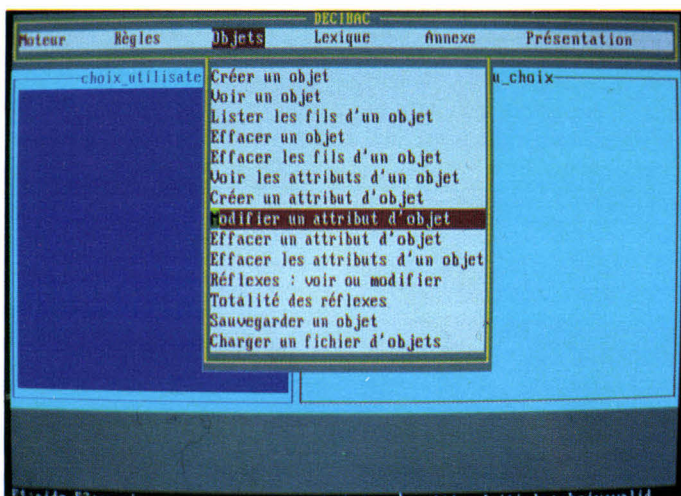 DECIBAC
Moteur Règles Objets Lexique Annexe Présentation
choix_utilisate u_choix
Créer un objet
Voir un objet
Lister les fils d'un objet
Effacer un objet
Effacer les fils d'un objet
Voir les attributs d'un objet
Créer un attribut d'objet
Modifier un attribut d'objet
Effacer un attribut d'objet
Effacer les attributs d'un objet
Réflexes : voir ou modifier
Totalité des réflexes
Sauvegarder un objet
Charger un fichier d'objets